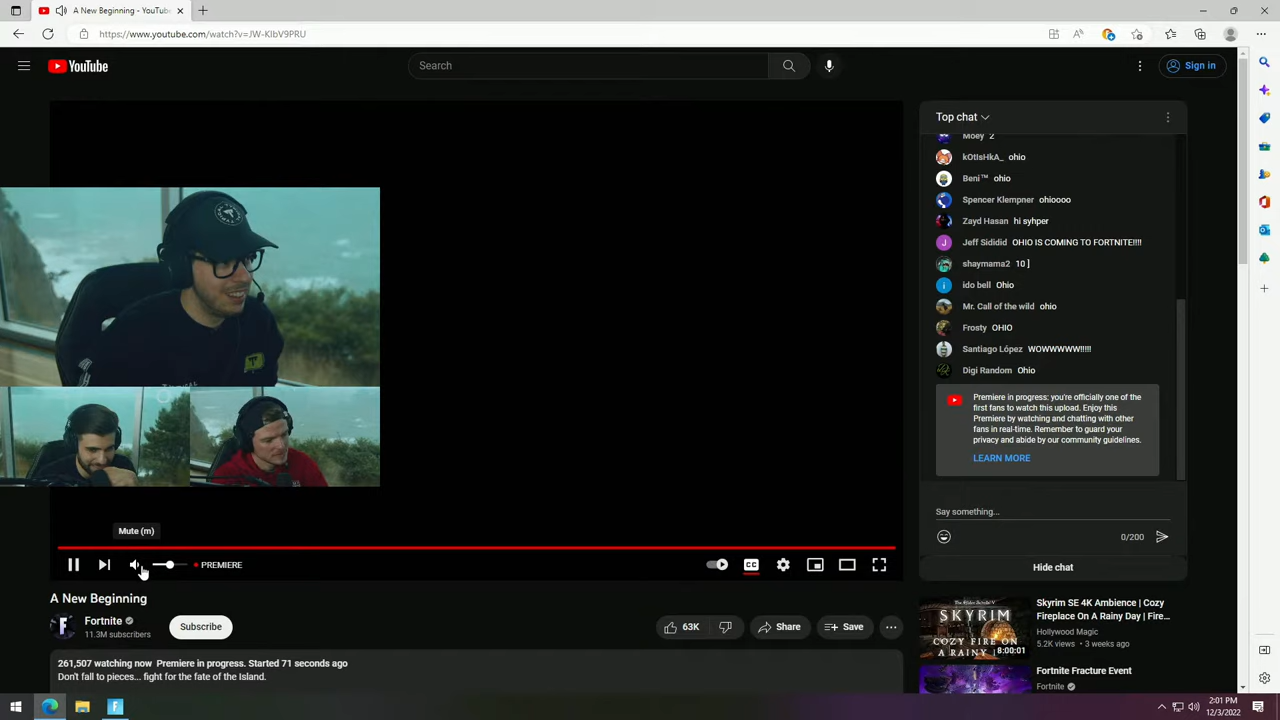 A New Beginning - YouTube
https://www.youtube.com/watch?v=JW-KIbV9PRU
YouTube
Search
Sign in
Top chat
Moey 2
kOtIsHkA_ ohio
Beni™ ohio
Spencer Klempner ohioooo
Zayd Hasan hi syhper
Jeff Sididid OHIO IS COMING TO FORTNITE!!!!
shaymama2 10 ]
ido bell Ohio
Mr. Call of the wild ohio
Frosty OHIO
Santiago López WOWWWWW!!!!!
Digi Random Ohio
Premiere in progress: you're officially one of the
first fans to watch this upload. Enjoy this
Premiere by watching and chatting with other
fans in real-time. Remember to guard your
privacy and abide by our community guidelines.
LEARN MORE
Say something...
0/200
Hide chat
Mute (m)
PREMIERE
CC
A New Beginning
Fortnite
11.3M subscribers
Subscribe
63K
Share
Save
261,507 watching now Premiere in progress. Started 71 seconds ago
Don't fall to pieces... fight for the fate of the Island.
Skyrim SE 4K Ambience | Cozy
Fireplace On A Rainy Day | Fire...
Hollywood Magic
5.2K views • 3 weeks ago
SKYRIM
COZY FIRE ON
A RAINY
8:00:01
Fortnite Fracture Event
Fortnite
2:01 PM
12/3/2022